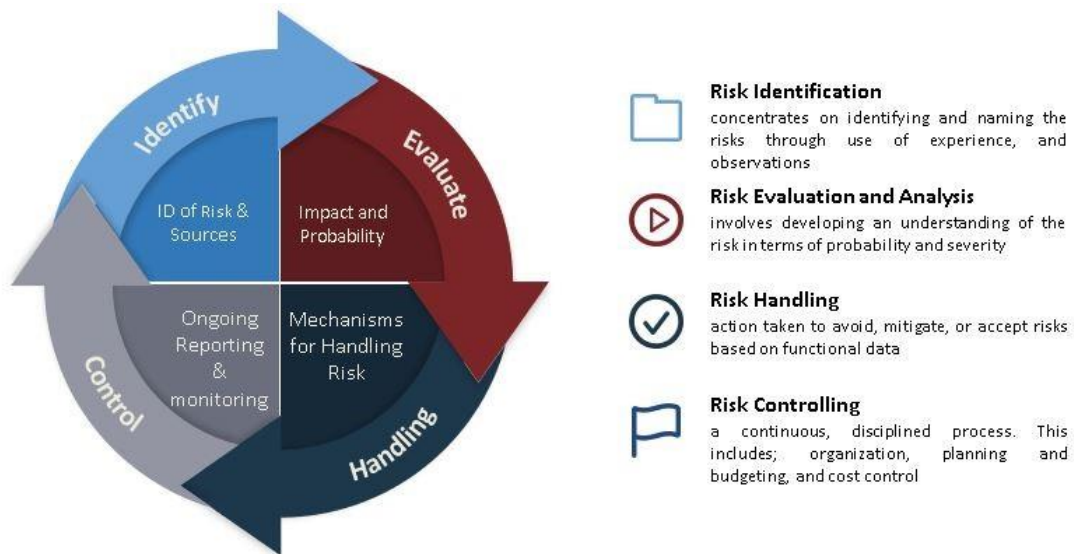 Identify
Evaluate
Handling
Control
ID of Risk &
Sources
Impact and
Probability
Ongoing
Reporting
&
monitoring
Mechanisms
for Handling
Risk
Risk Identification
concentrates on identifying and naming the
risks through use of experience, and
observations
Risk Evaluation and Analysis
involves developing an understanding of the
risk in terms of probability and severity
Risk Handling
action taken to avoid, mitigate, or accept risks
based on functional data
Risk Controlling
a continuous, disciplined process. This
includes; organization, planning and
budgeting, and cost control